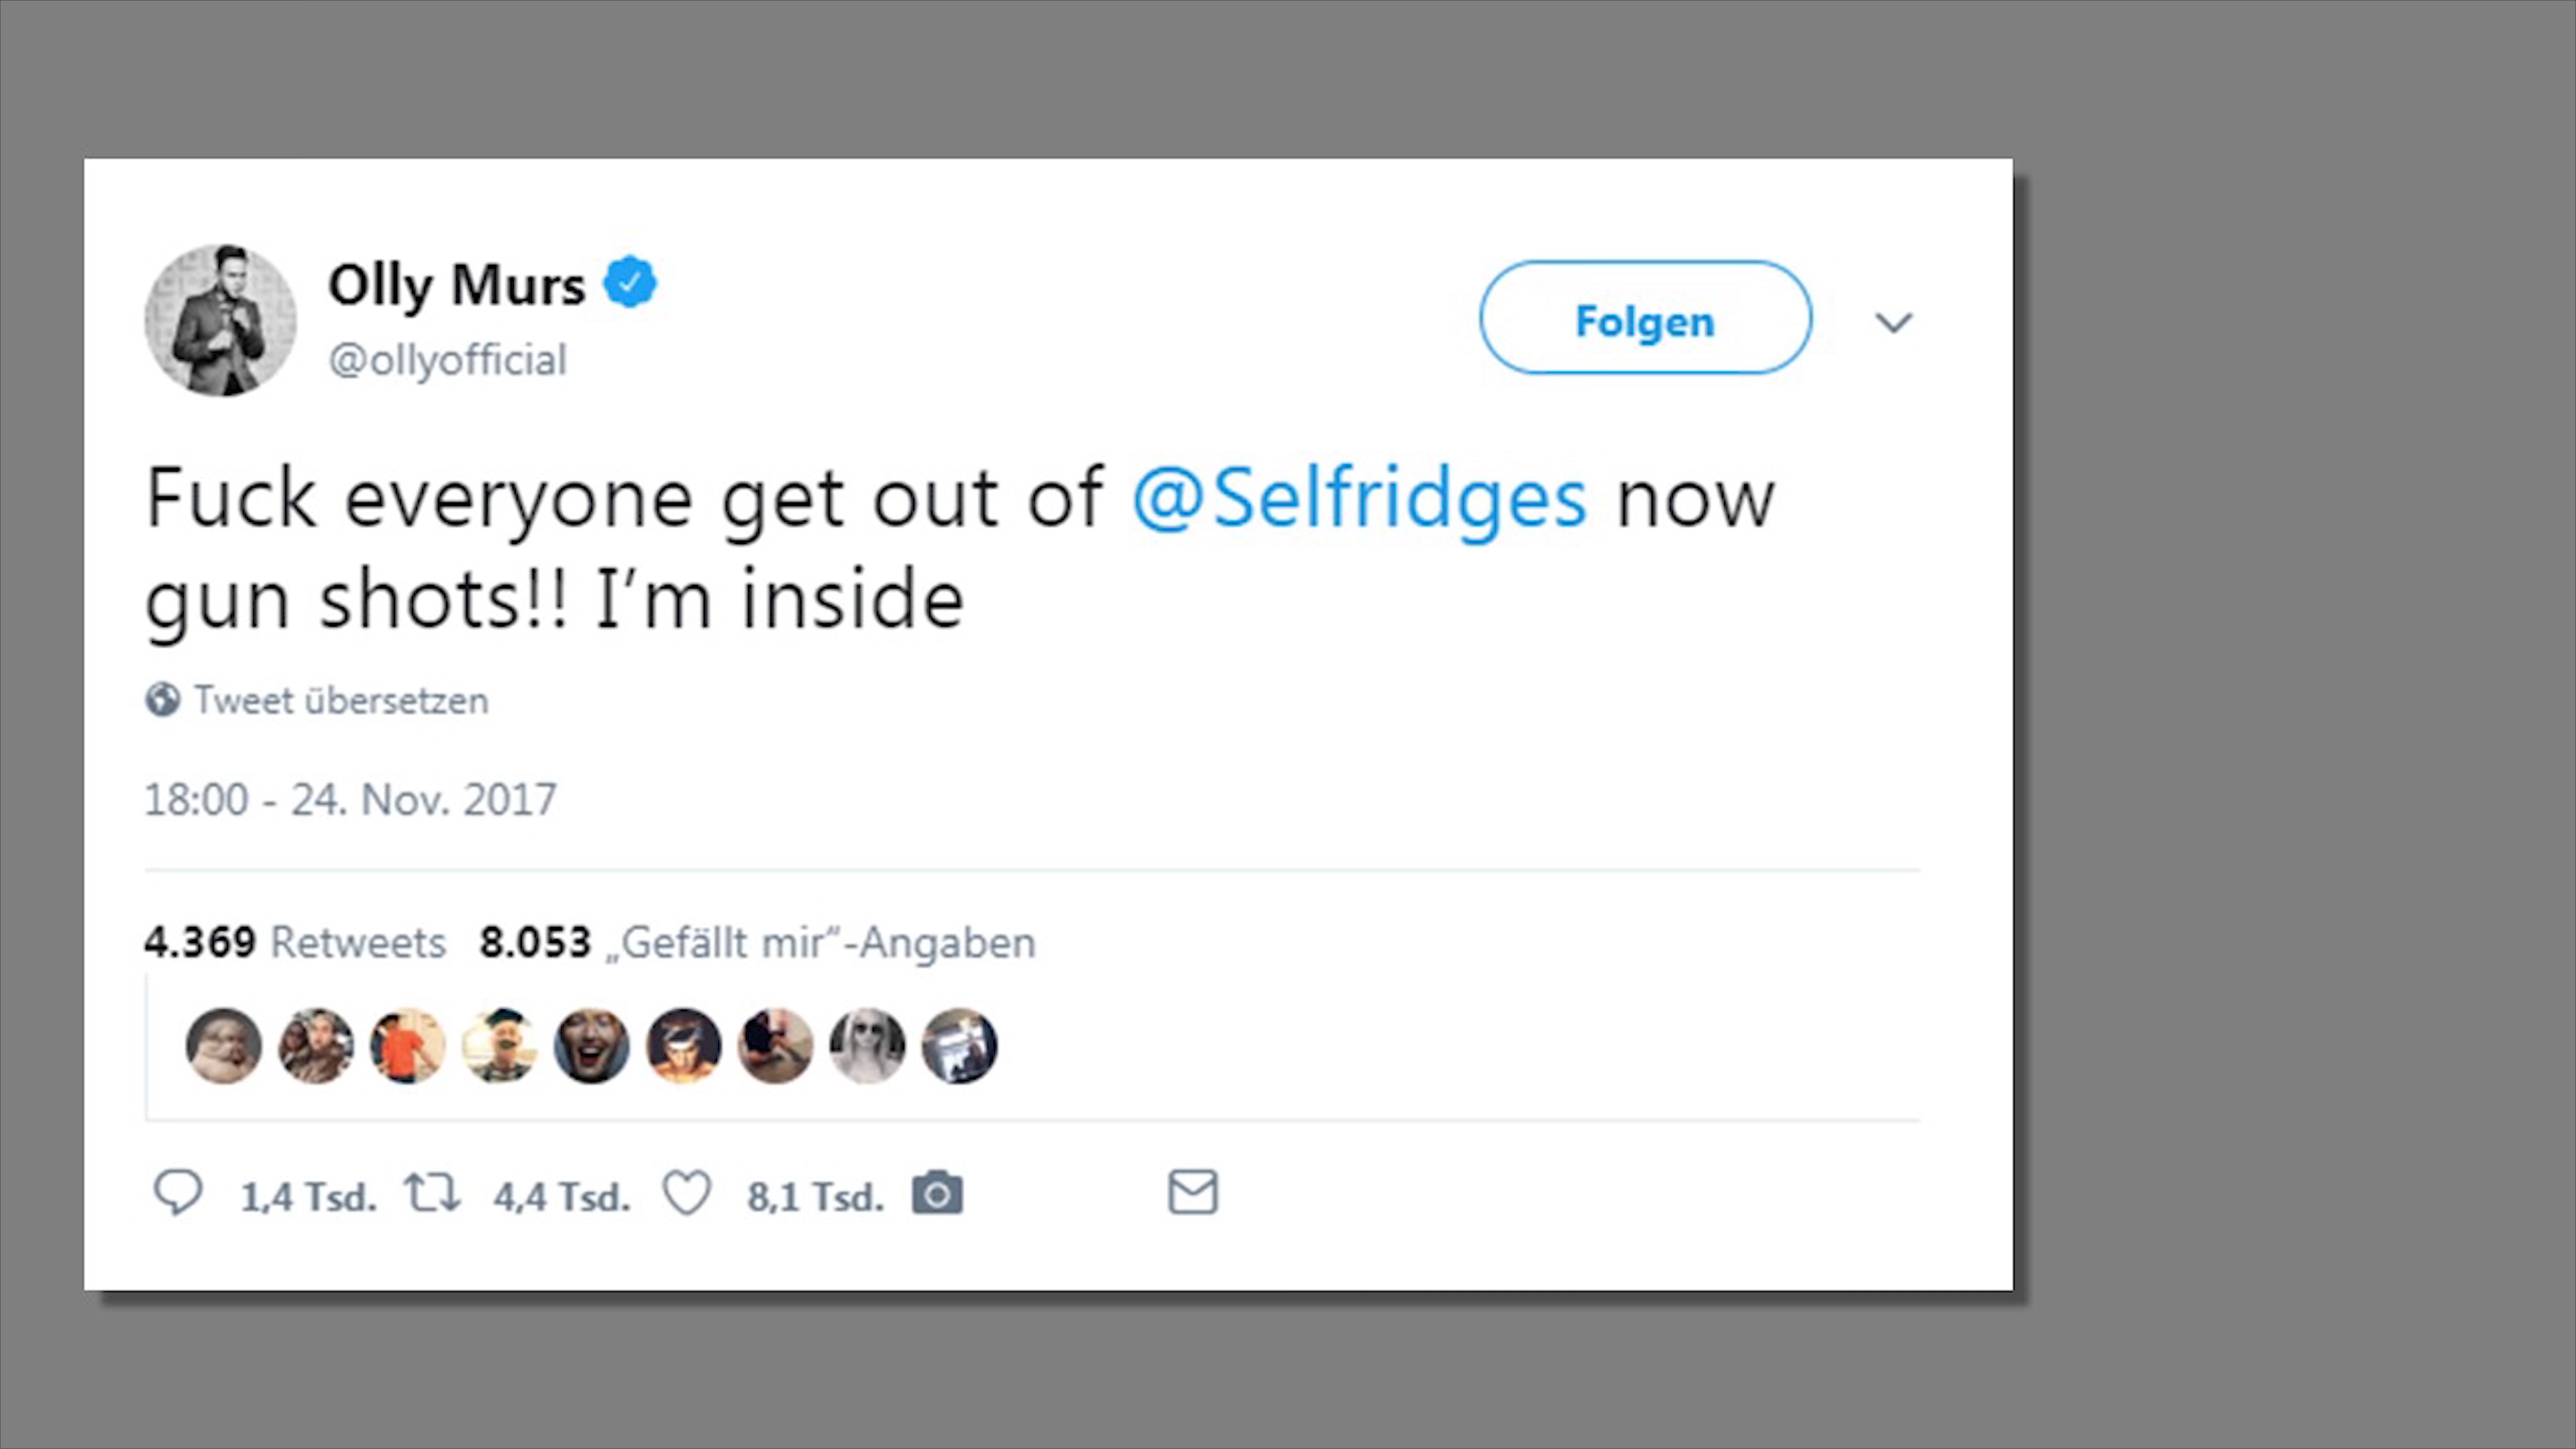 Olly Murs
@ollyofficial
Folgen
Fuck everyone get out of @Selfridges now
gun shots!! I’m inside
Tweet übersetzen
18:00 - 24. Nov. 2017
4.369 Retweets 8.053 „Gefällt mir“-Angaben
1,4 Tsd. 4,4 Tsd. 8,1 Tsd.